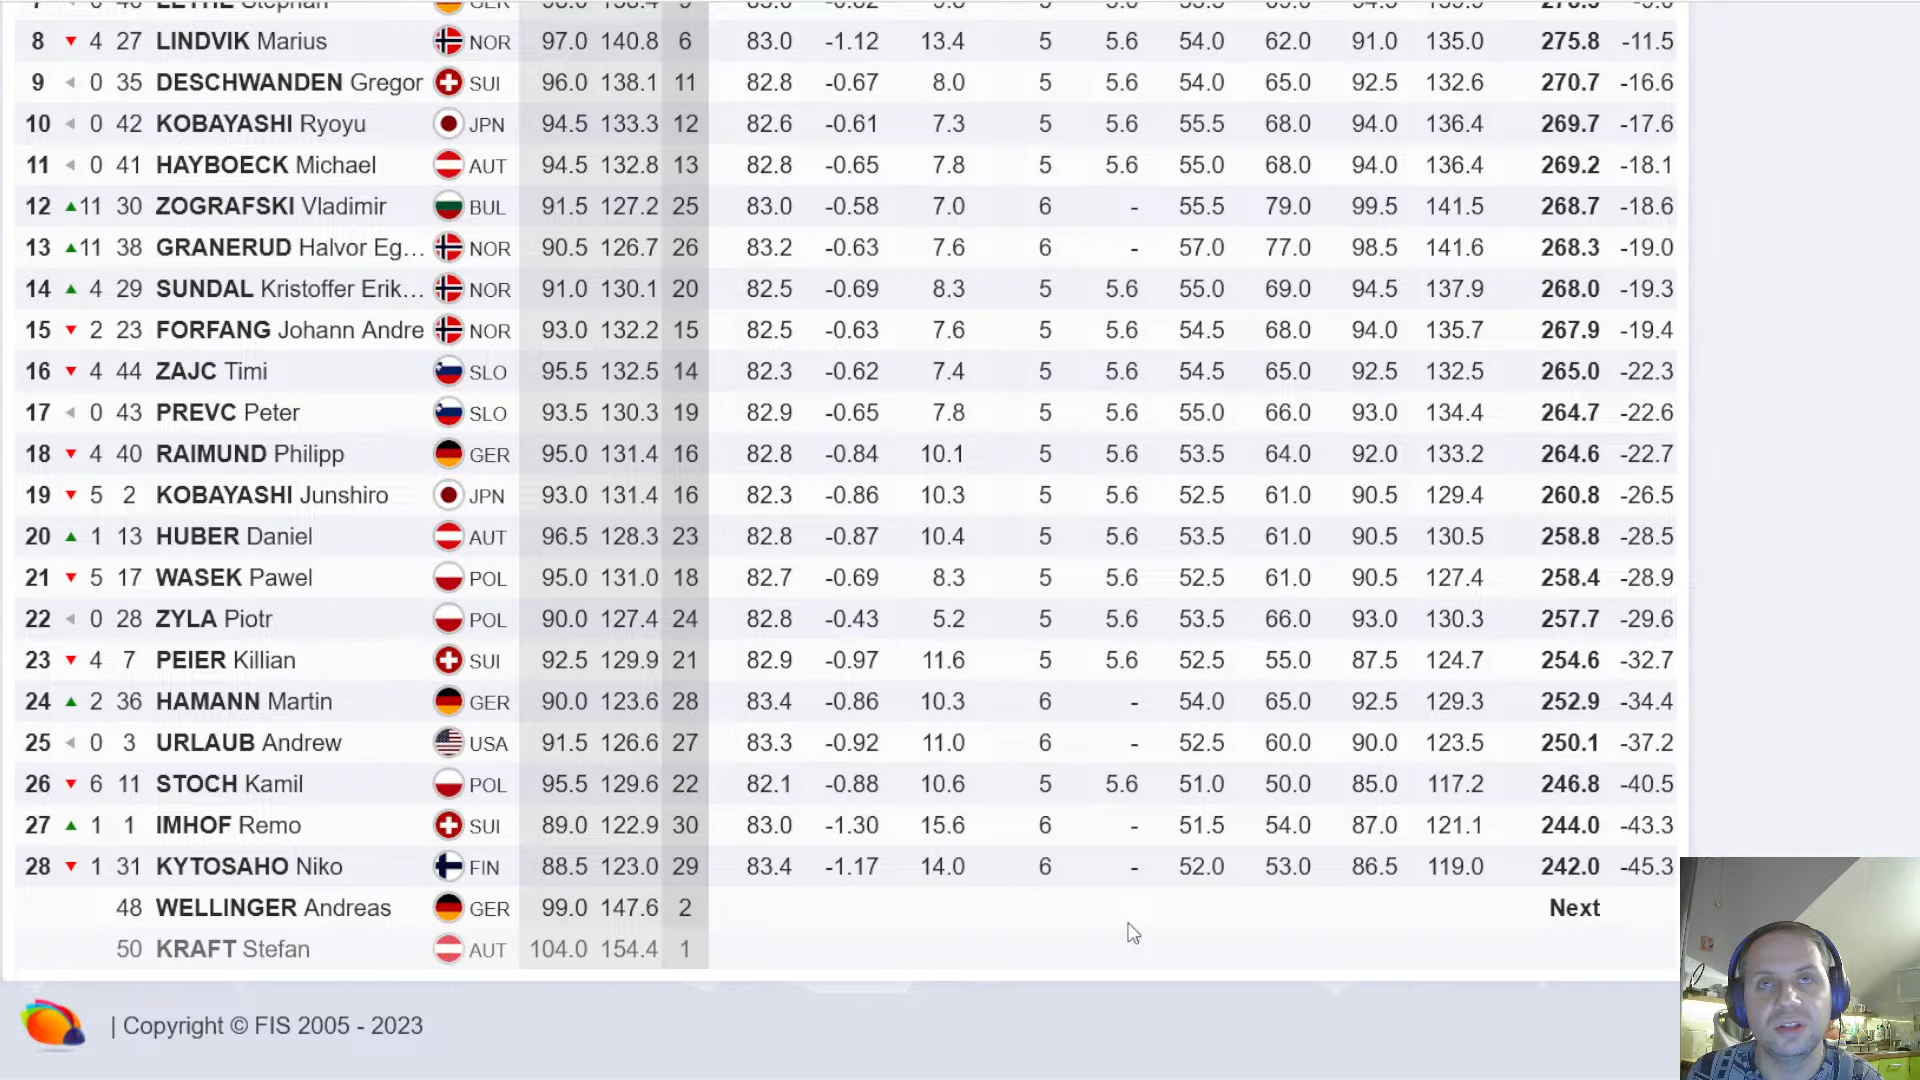 8 4 27 LINDVIK Marius NOR 97.0 140.8 6 83.0 -1.12 13.4 5 5.6 54.0 62.0 91.0 135.0 275.8 -11.5
9 0 35 DESCHWANDEN Gregor SUI 96.0 138.1 11 82.8 -0.67 8.0 5 5.6 54.0 65.0 92.5 132.6 270.7 -16.6
10 0 42 KOBAYASHI Ryoyu JPN 94.5 133.3 12 82.6 -0.61 7.3 5 5.6 55.5 68.0 94.0 136.4 269.7 -17.6
11 0 41 HAYBOECK Michael AUT 94.5 132.8 13 82.8 -0.65 7.8 5 5.6 55.0 68.0 94.0 136.4 269.2 -18.1
12 11 30 ZOGRAFSKI Vladimir BUL 91.5 127.2 25 83.0 -0.58 7.0 6 - 55.5 79.0 99.5 141.5 268.7 -18.6
13 11 38 GRANERUD Halvor Eg... NOR 90.5 126.7 26 83.2 -0.63 7.6 6 - 57.0 77.0 98.5 141.6 268.3 -19.0
14 4 29 SUNDAL Kristoffer Erik... NOR 91.0 130.1 20 82.5 -0.69 8.3 5 5.6 55.0 69.0 94.5 137.9 268.0 -19.3
15 2 23 FORFANG Johann Andre NOR 93.0 132.2 15 82.5 -0.63 7.6 5 5.6 54.5 68.0 94.0 135.7 267.9 -19.4
16 4 44 ZAJC Timi SLO 95.5 132.5 14 82.3 -0.62 7.4 5 5.6 54.5 65.0 92.5 132.5 265.0 -22.3
17 0 43 PREVC Peter SLO 93.5 130.3 19 82.9 -0.65 7.8 5 5.6 55.0 66.0 93.0 134.4 264.7 -22.6
18 4 40 RAIMUND Philipp GER 95.0 131.4 16 82.8 -0.84 10.1 5 5.6 53.5 64.0 92.0 133.2 264.6 -22.7
19 5 2 KOBAYASHI Junshiro JPN 93.0 131.4 16 82.3 -0.86 10.3 5 5.6 52.5 61.0 90.5 129.4 260.8 -26.5
20 1 13 HUBER Daniel AUT 96.5 128.3 23 82.8 -0.87 10.4 5 5.6 53.5 61.0 90.5 130.5 258.8 -28.5
21 5 17 WASEK Pawel POL 95.0 131.0 18 82.7 -0.69 8.3 5 5.6 52.5 61.0 90.5 127.4 258.4 -28.9
22 0 28 ZYLA Piotr POL 90.0 127.4 24 82.8 -0.43 5.2 5 5.6 53.5 66.0 93.0 130.3 257.7 -29.6
23 4 7 PEIER Killian SUI 92.5 129.9 21 82.9 -0.97 11.6 5 5.6 52.5 55.0 87.5 124.7 254.6 -32.7
24 2 36 HAMANN Martin GER 90.0 123.6 28 83.4 -0.86 10.3 6 - 54.0 65.0 92.5 129.3 252.9 -34.4
25 0 3 URLAUB Andrew USA 91.5 126.6 27 83.3 -0.92 11.0 6 - 52.5 60.0 90.0 123.5 250.1 -37.2
26 6 11 STOCH Kamil POL 95.5 129.6 22 82.1 -0.88 10.6 5 5.6 51.0 50.0 85.0 117.2 246.8 -40.5
27 1 1 IMHOF Remo SUI 89.0 122.9 30 83.0 -1.30 15.6 6 - 51.5 54.0 87.0 121.1 244.0 -43.3
28 1 31 KYTOSAHO Niko FIN 88.5 123.0 29 83.4 -1.17 14.0 6 - 52.0 53.0 86.5 119.0 242.0 -45.3
48 WELLINGER Andreas GER 99.0 147.6 2 Next
50 KRAFT Stefan AUT 104.0 154.4 1
| Copyright © FIS 2005 - 2023